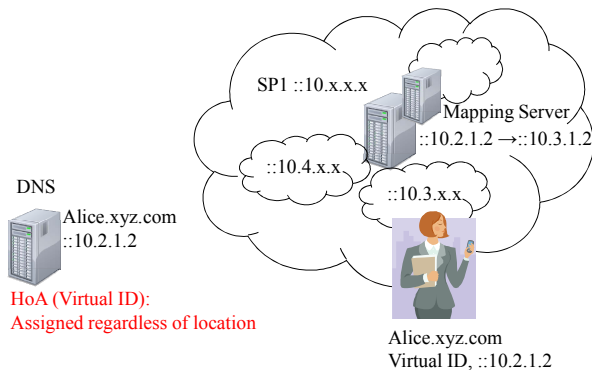 SP1 ::10.x.x.x
Mapping Server
::10.2.1.2 →::10.3.1.2
::10.4.x.x
::10.3.x.x
DNS
Alice.xyz.com
::10.2.1.2
HoA (Virtual ID):
Assigned regardless of location
Alice.xyz.com
Virtual ID, ::10.2.1.2